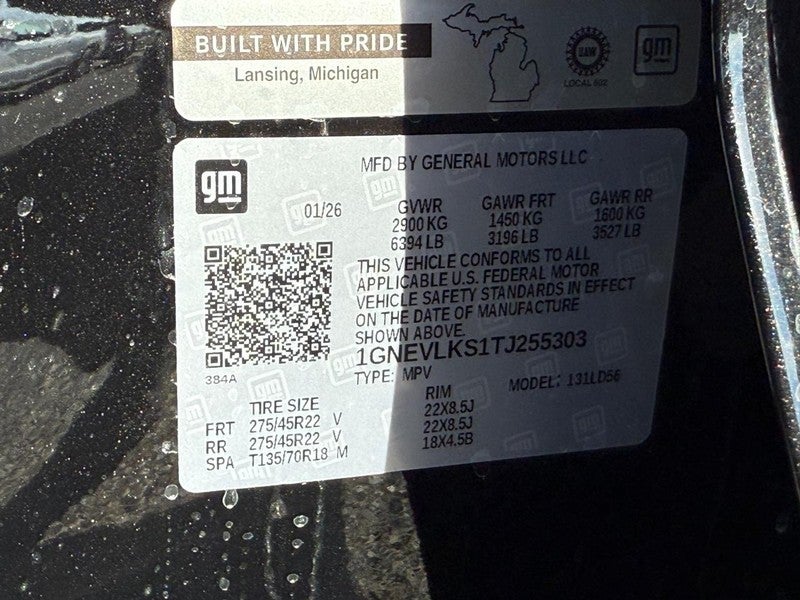 BUILT WITH PRIDE
Lansing, Michigan
UAW
LOCAL 602
gm
gm
MFD BY GENERAL MOTORS LLC
01/26
GVWR GAWR FRT GAWR RR
2900 KG 1450 KG 1600 KG
6394 LB 3196 LB 3527 LB
THIS VEHICLE CONFORMS TO ALL
APPLICABLE U.S. FEDERAL MOTOR
VEHICLE SAFETY STANDARDS IN EFFECT
ON THE DATE OF MANUFACTURE
SHOWN ABOVE.
1GNEVLKS1TJ255303
384A
TYPE: MPV MODEL: 131LD56
TIRE SIZE RIM
FRT 275/45R22 V 22X8.5J
RR 275/45R22 V 22X8.5J
SPA T135/70R18 M 18X4.5B